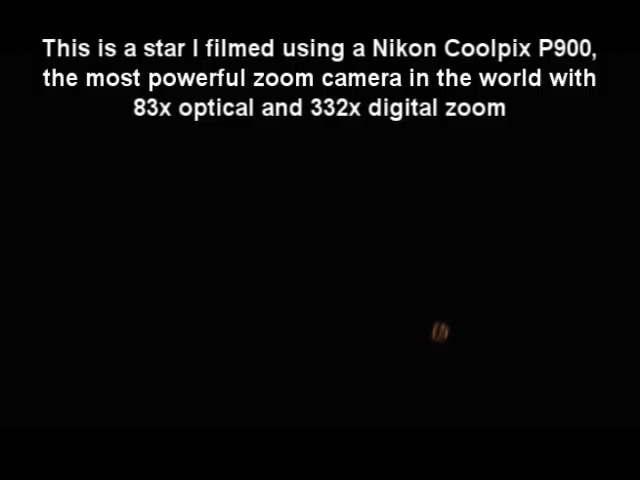 This is a star I filmed using a Nikon Coolpix P900,
the most powerful zoom camera in the world with
83x optical and 332x digital zoom